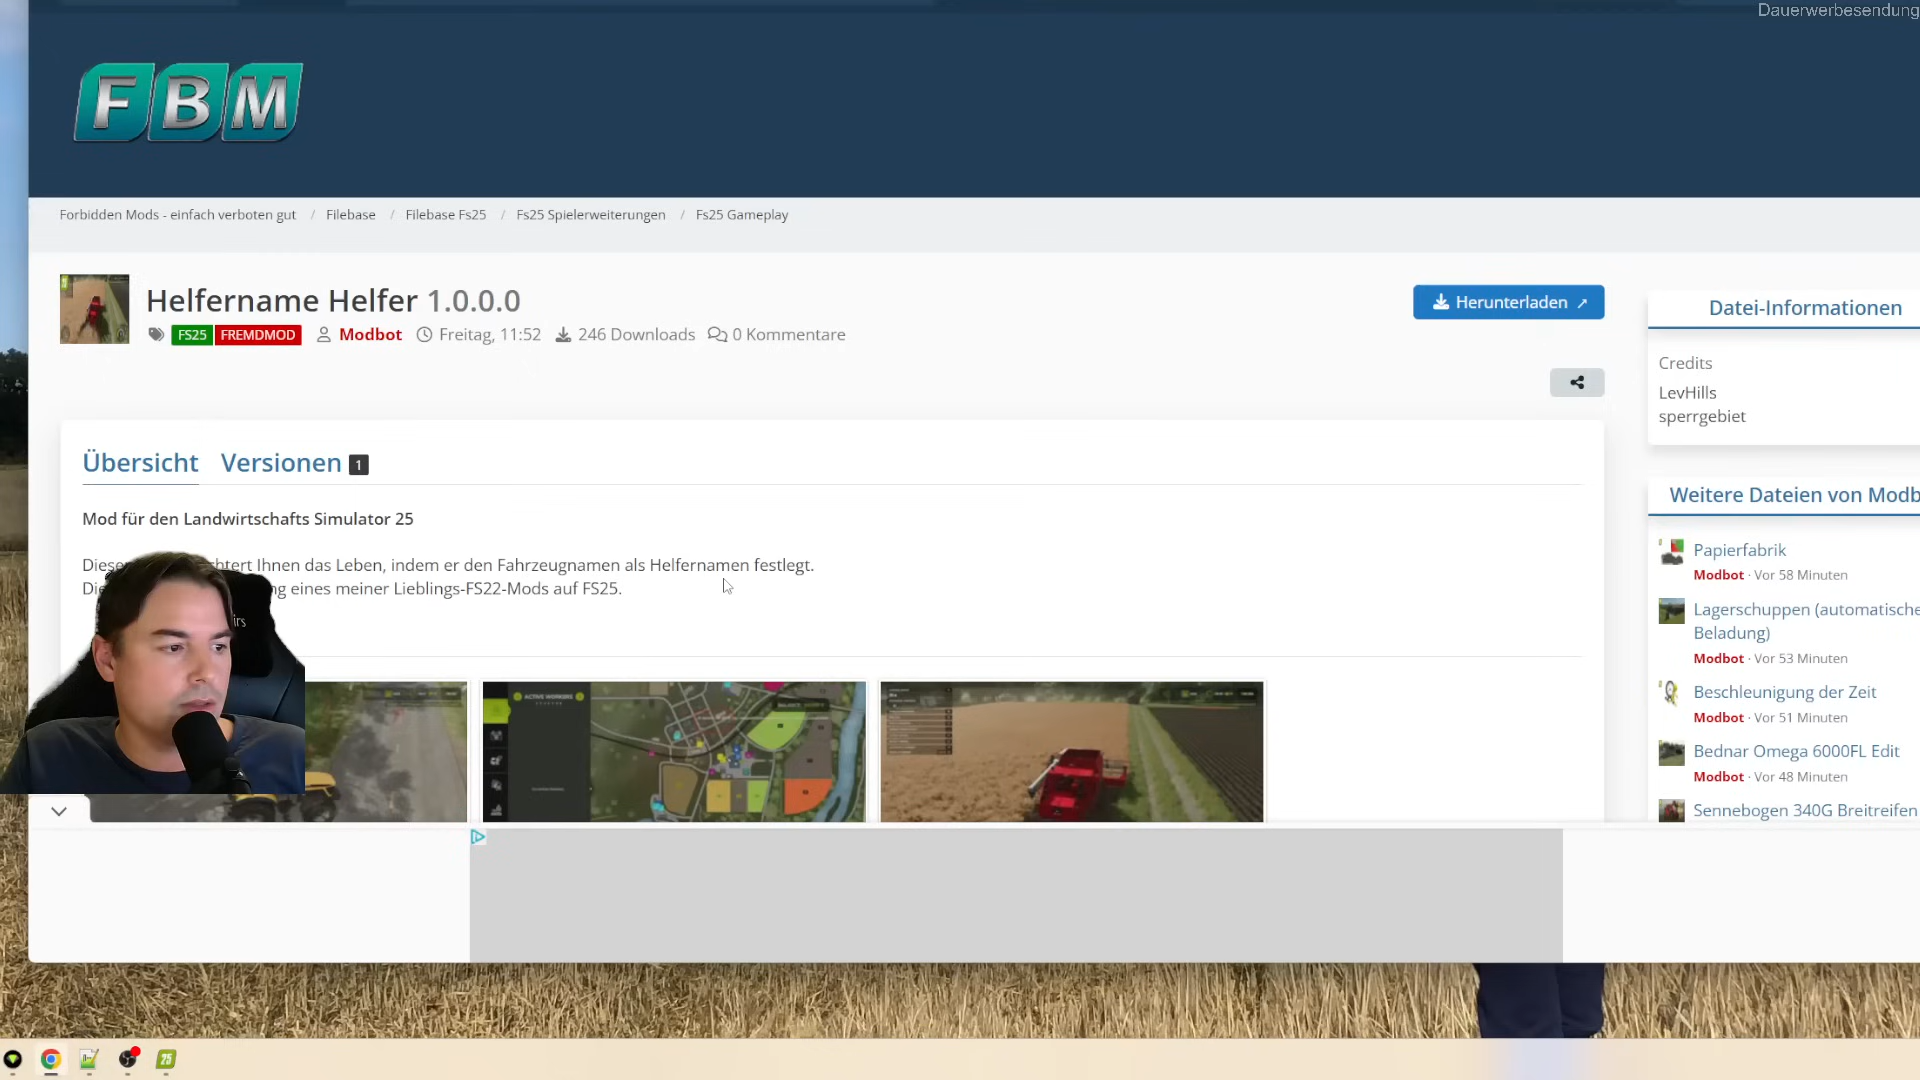 Dauerwerbesendung
FBM
Forbidden Mods - einfach verboten gut / Filebase / Filebase Fs25 / Fs25 Spielerweiterungen / Fs25 Gameplay
Helfername Helfer 1.0.0.0
FS25 FREMDMOD Modbot Freitag, 11:52 246 Downloads 0 Kommentare
Herunterladen
Übersicht Versionen 1
Mod für den Landwirtschafts Simulator 25
Ihnen das Leben, indem er den Fahrzeugnamen als Helfernamen festlegt.
eines meiner Lieblings-FS22-Mods auf FS25.
ACTIVE WORKERS
Datei-Informationen
Credits
LevHills
sperrgebiet
Weitere Dateien von Modb
Papierfabrik
Modbot · Vor 58 Minuten
Lagerschuppen (automatische
Beladung)
Modbot · Vor 53 Minuten
Beschleunigung der Zeit
Modbot · Vor 51 Minuten
Bednar Omega 6000FL Edit
Modbot · Vor 48 Minuten
Sennebogen 340G Breitreifen
25